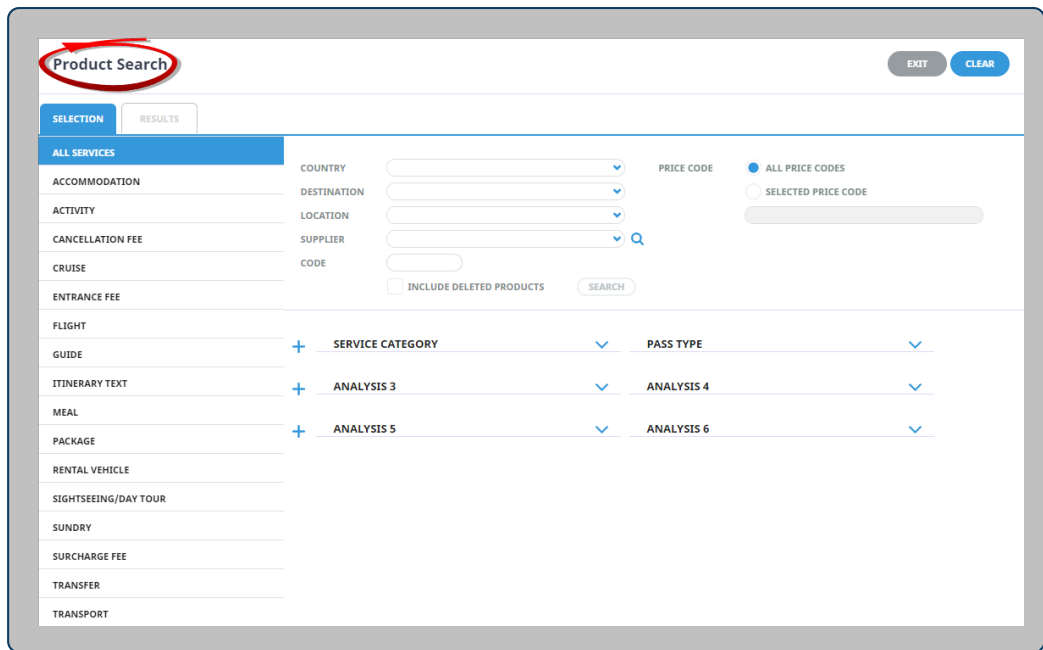 Product Search
EXIT
CLEAR
SELECTION
RESULTS
ALL SERVICES
ACCOMMODATION
ACTIVITY
CANCELLATION FEE
CRUISE
ENTRANCE FEE
FLIGHT
GUIDE
ITINERARY TEXT
MEAL
PACKAGE
RENTAL VEHICLE
SIGHTSEEING/DAY TOUR
SUNDRY
SURCHARGE FEE
TRANSFER
TRANSPORT
COUNTRY
DESTINATION
LOCATION
SUPPLIER
CODE
INCLUDE DELETED PRODUCTS
SEARCH
PRICE CODE
ALL PRICE CODES
SELECTED PRICE CODE
SERVICE CATEGORY
PASS TYPE
ANALYSIS 3
ANALYSIS 4
ANALYSIS 5
ANALYSIS 6